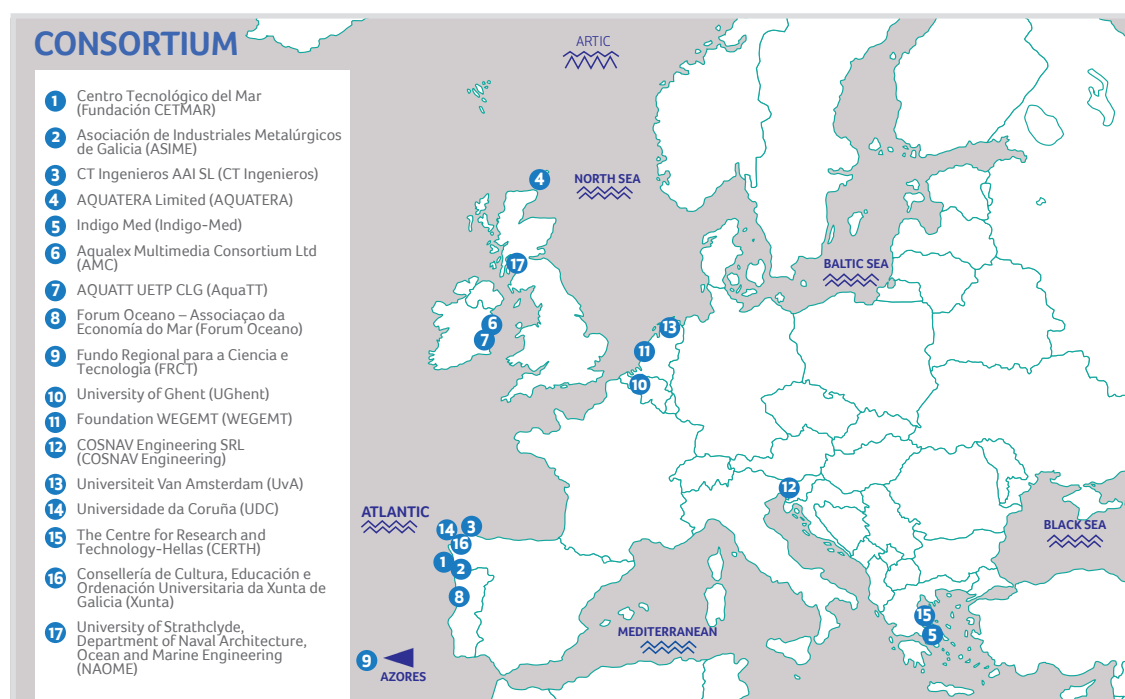 CONSORTIUM
1 Centro Tecnológico del Mar
(Fundación CETMAR)
2 Asociación de Industriales Metalúrgicos
de Galicia (ASIME)
3 CT Ingenieros AAI SL (CT Ingenieros)
4 AQUATERA Limited (AQUATERA)
5 Indigo Med (Indigo-Med)
6 Aqualex Multimedia Consortium Ltd
(AMC)
7 AQUATT UETP CLG (AquaTT)
8 Forum Oceano – Associaçao da
Economía do Mar (Forum Oceano)
9 Fundo Regional para a Ciencia e
Tecnologia (FRCT)
10 University of Ghent (UGhent)
11 Foundation WEGEMT (WEGEMT)
12 COSNAV Engineering SRL
(COSNAV Engineering)
13 Universiteit Van Amsterdam (UvA)
14 Universidade da Coruña (UDC)
15 The Centre for Research and
Technology-Hellas (CERTH)
16 Consellería de Cultura, Educación e
Ordenación Universitaria da Xunta de
Galicia (Xunta)
17 University of Strathclyde,
Department of Naval Architecture,
Ocean and Marine Engineering
(NAOME)
ARTIC
4
NORTH SEA
17
BALTIC SEA
6
13
7
11
10
12
ATLANTIC
14 3
16
BLACK SEA
1
2
8
15
MEDITERRANEAN
5
9
AZORES